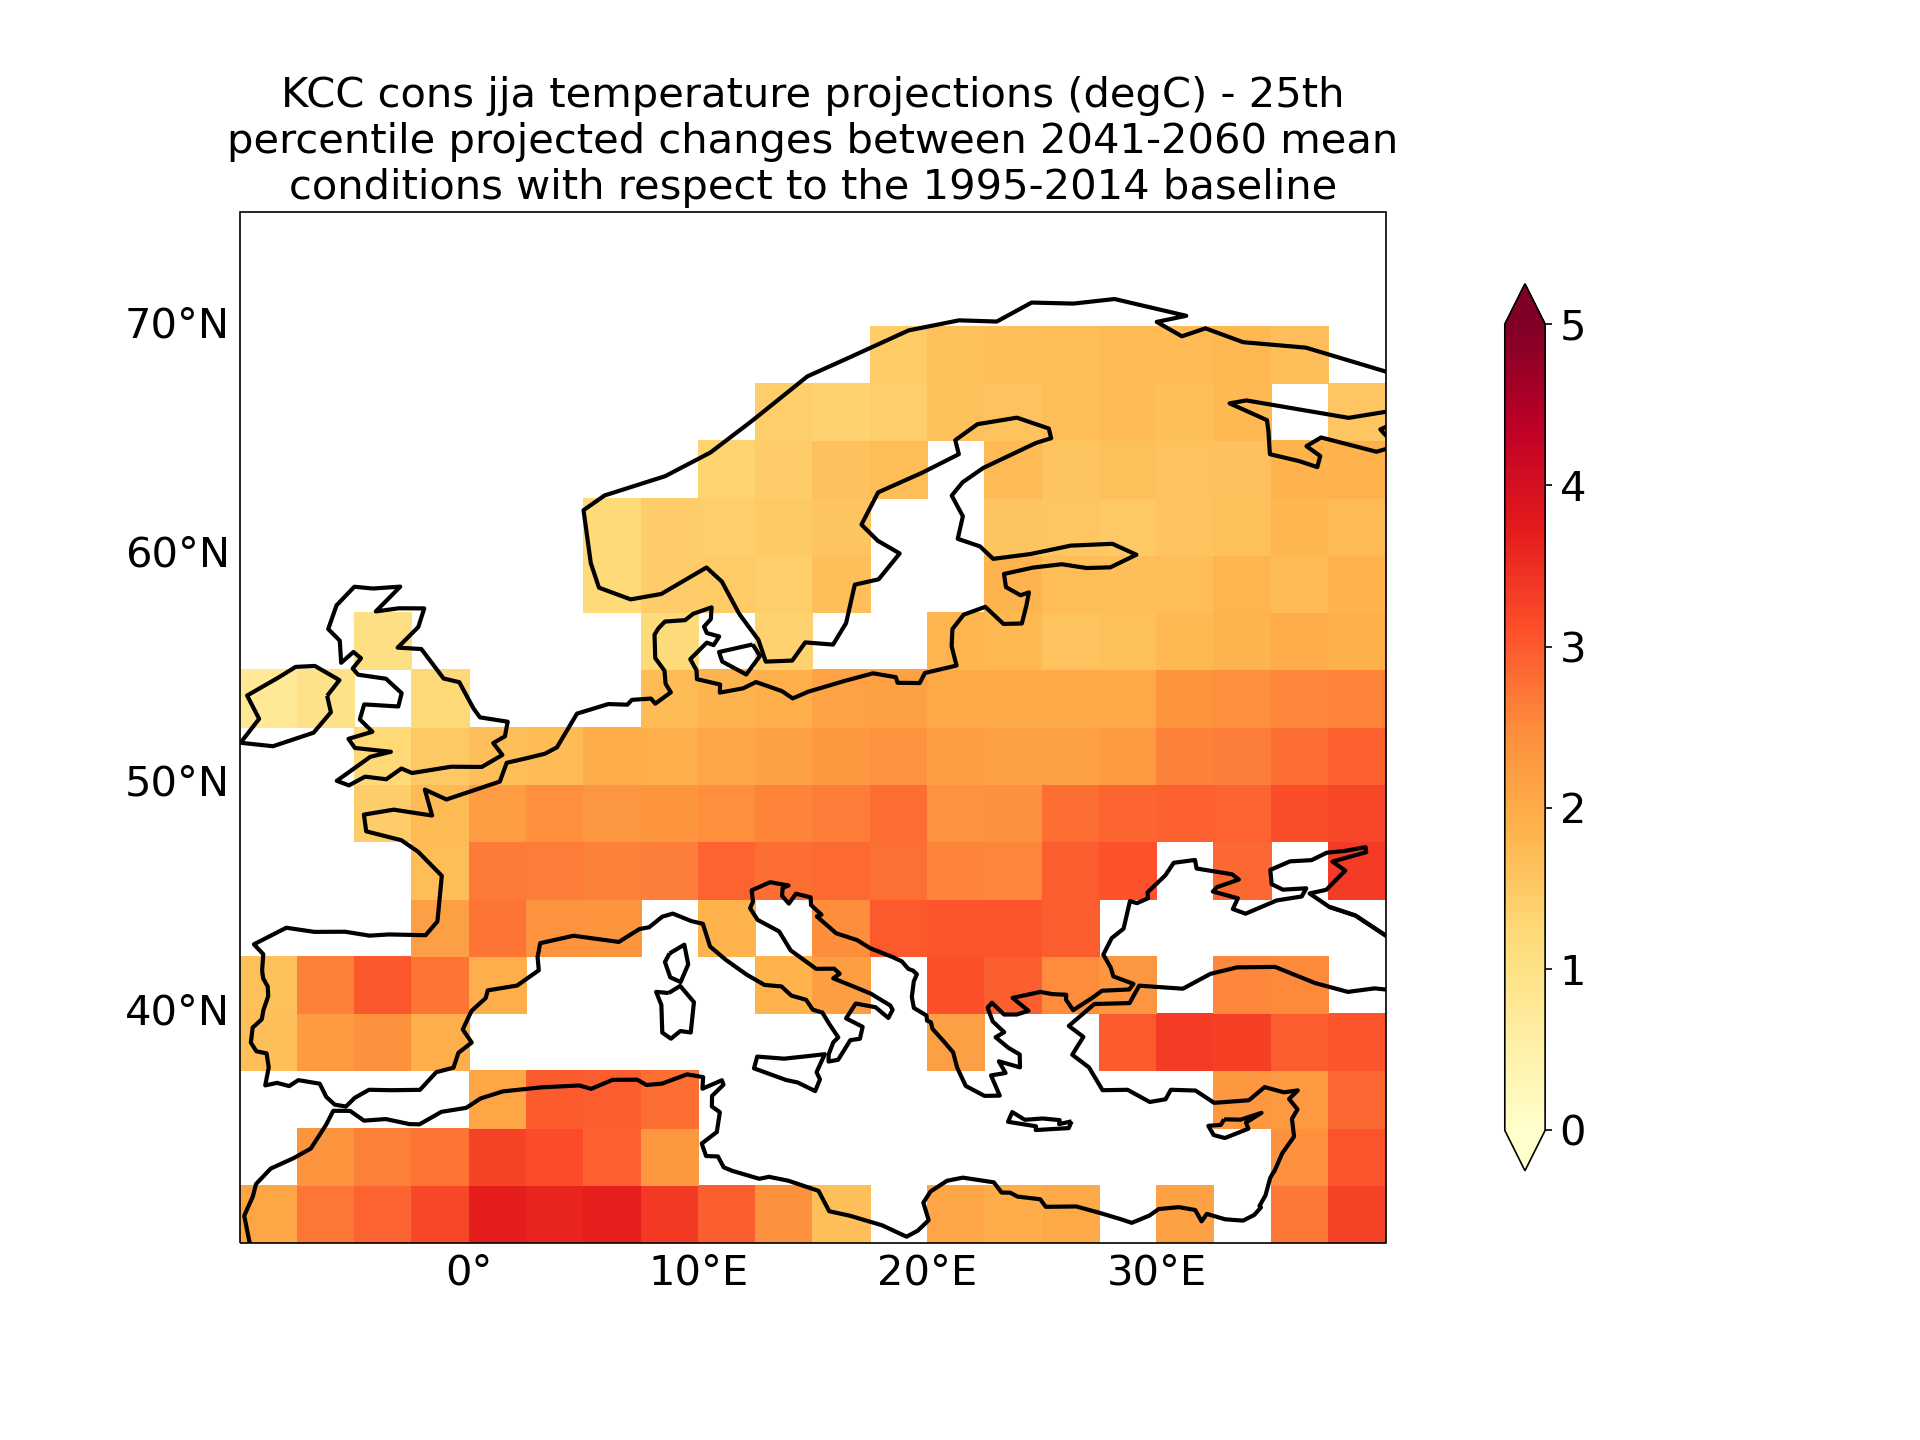 KCC cons jja temperature projections (degC) - 25th
percentile projected changes between 2041-2060 mean
conditions with respect to the 1995-2014 baseline
70°N
60°N
50°N
40°N
0°
10°E
20°E
30°E
5
4
3
2
1
0